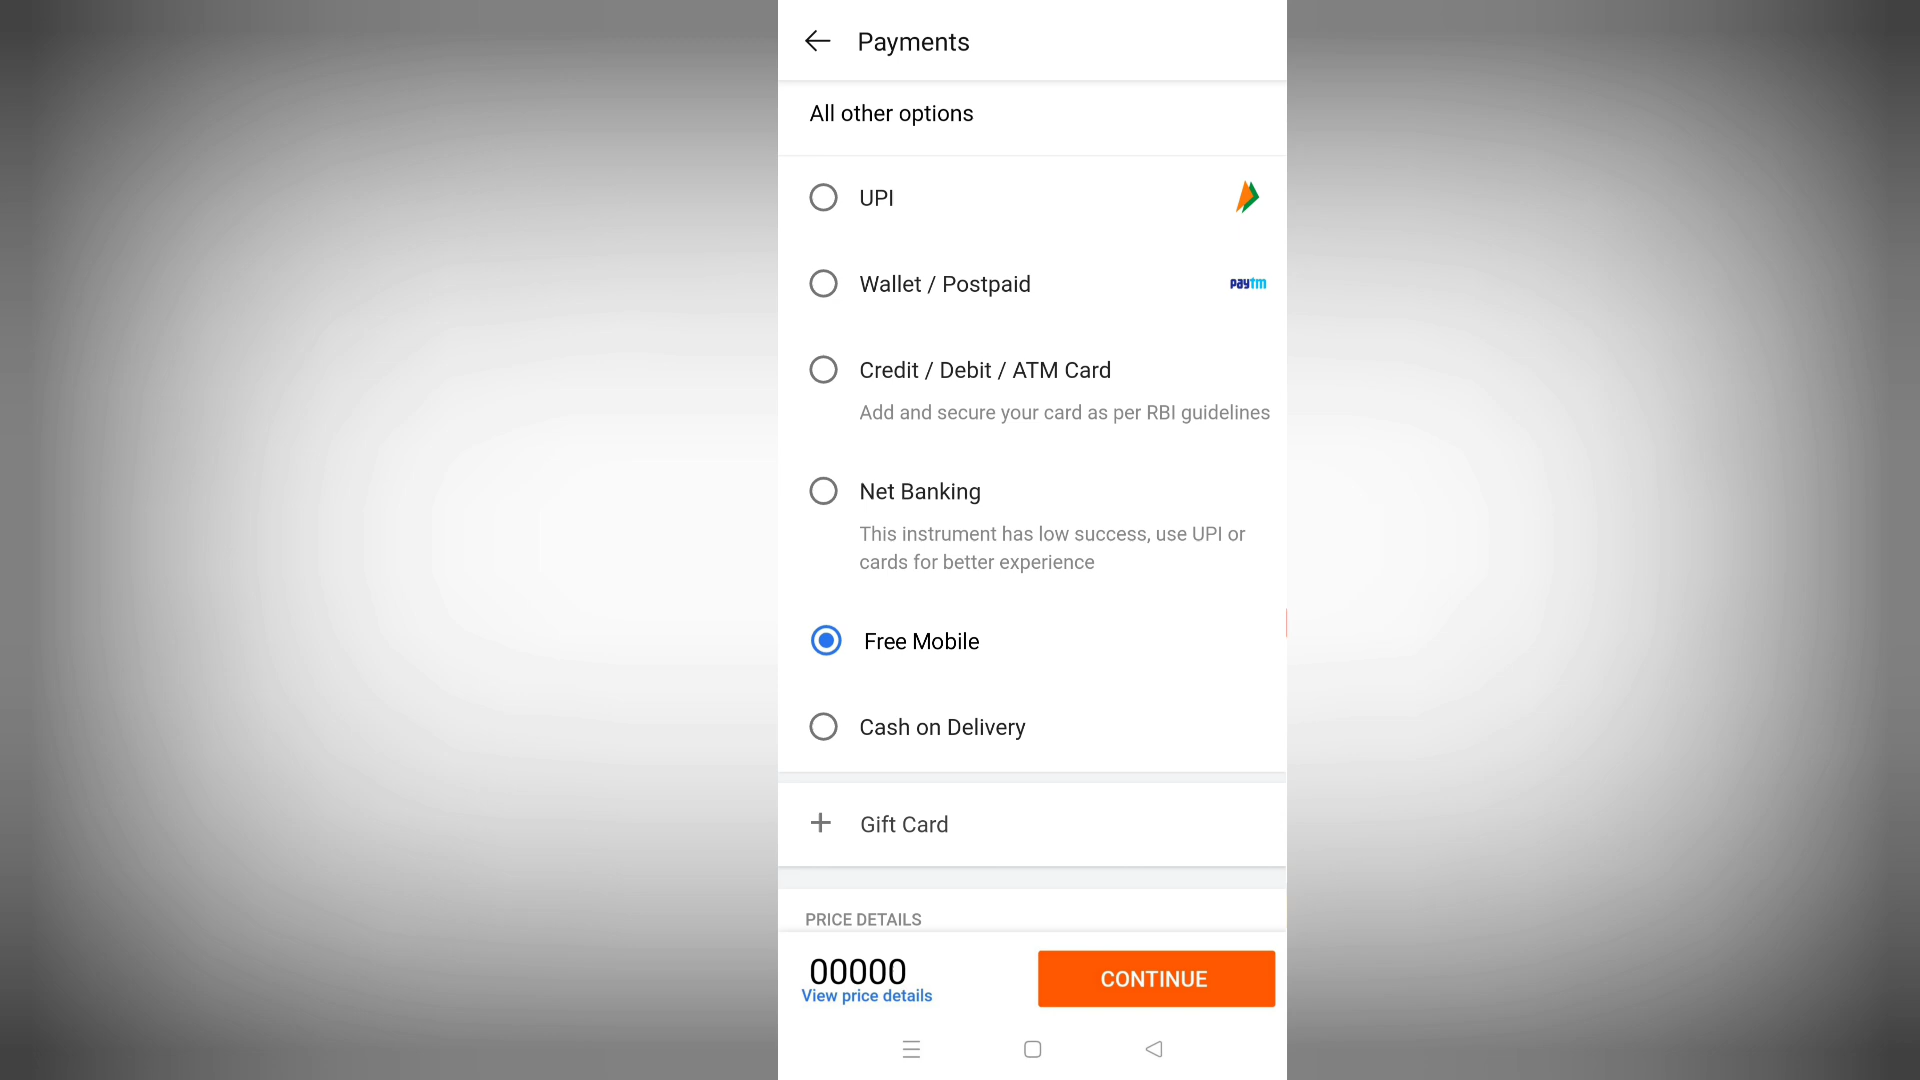 Payments
All other options
UPI
Wallet / Postpaid
paytm
Credit / Debit / ATM Card
Add and secure your card as per RBI guidelines
Net Banking
This instrument has low success, use UPI or
cards for better experience
Free Mobile
Cash on Delivery
Gift Card
PRICE DETAILS
00000
View price details
CONTINUE